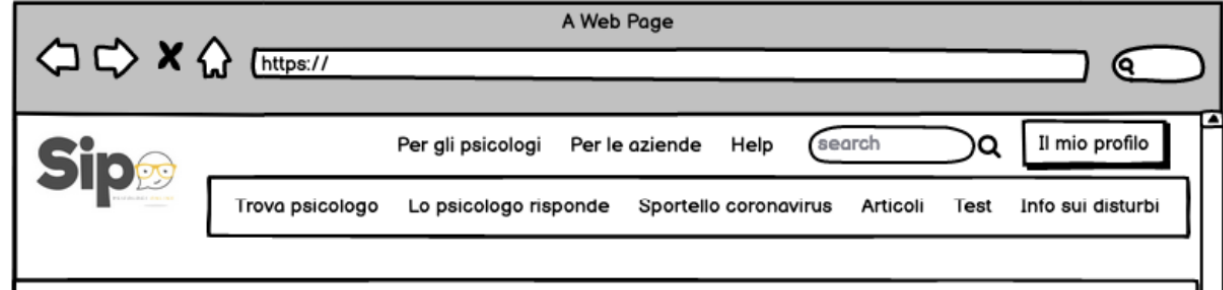 A Web Page
https://
Sip
Per gli psicologi Per le aziende Help search Il mio profilo
Trova psicologo Lo psicologo risponde Sportello coronavirus Articoli Test Info sui disturbi